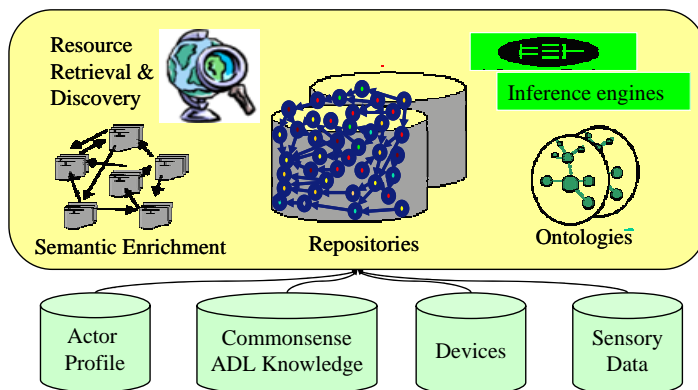 Resource
Retrieval &
Discovery
Inference engines
Semantic Enrichment
Repositories
Ontologies
Actor
Profile
Commonsense
ADL Knowledge
Devices
Sensory
Data